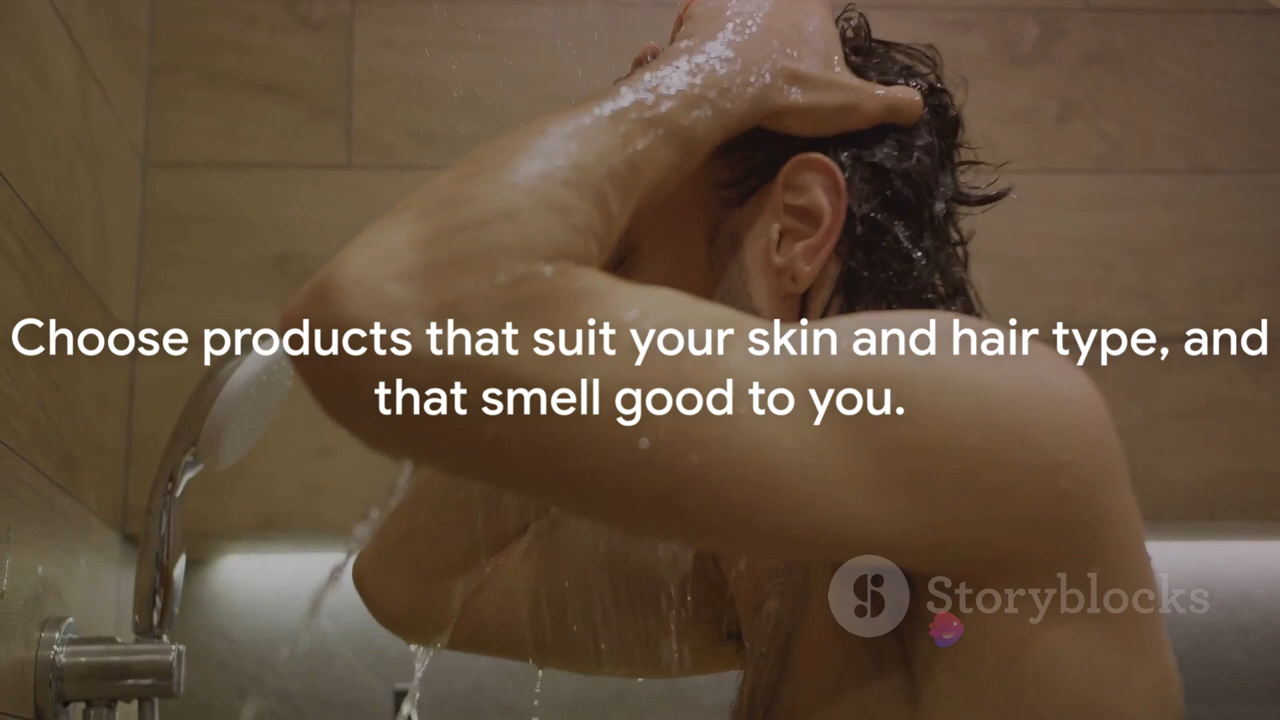 Choose products that suit your skin and hair type, and
that smell good to you.
Storyblocks